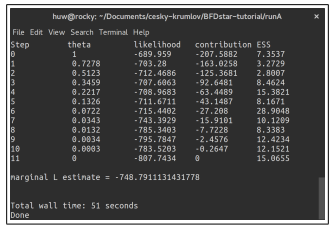 huw@rocky: ~/Documents/cesky-krumlov/BFDstar-tutorial/runA
File Edit View Search Terminal Help
Step theta likelihood contribution ESS
0 1 -689.959 -207.5882 7.3537
1 0.7278 -703.28 -163.0258 3.2729
2 0.5123 -712.4686 -125.3681 2.8007
3 0.3459 -707.6063 -92.6481 8.4624
4 0.2217 -708.9683 -63.4489 15.3821
5 0.1326 -711.6711 -43.1487 8.1671
6 0.0722 -715.4402 -27.208 28.9048
7 0.0343 -743.3929 -15.9101 10.1209
8 0.0132 -785.3403 -7.7228 8.3383
9 0.0034 -795.7847 -2.4576 12.4234
10 0.0003 -783.5203 -0.2647 12.1521
11 0 -807.7434 0 15.0655
marginal L estimate = -748.7911131431778
Total wall time: 51 seconds
Done